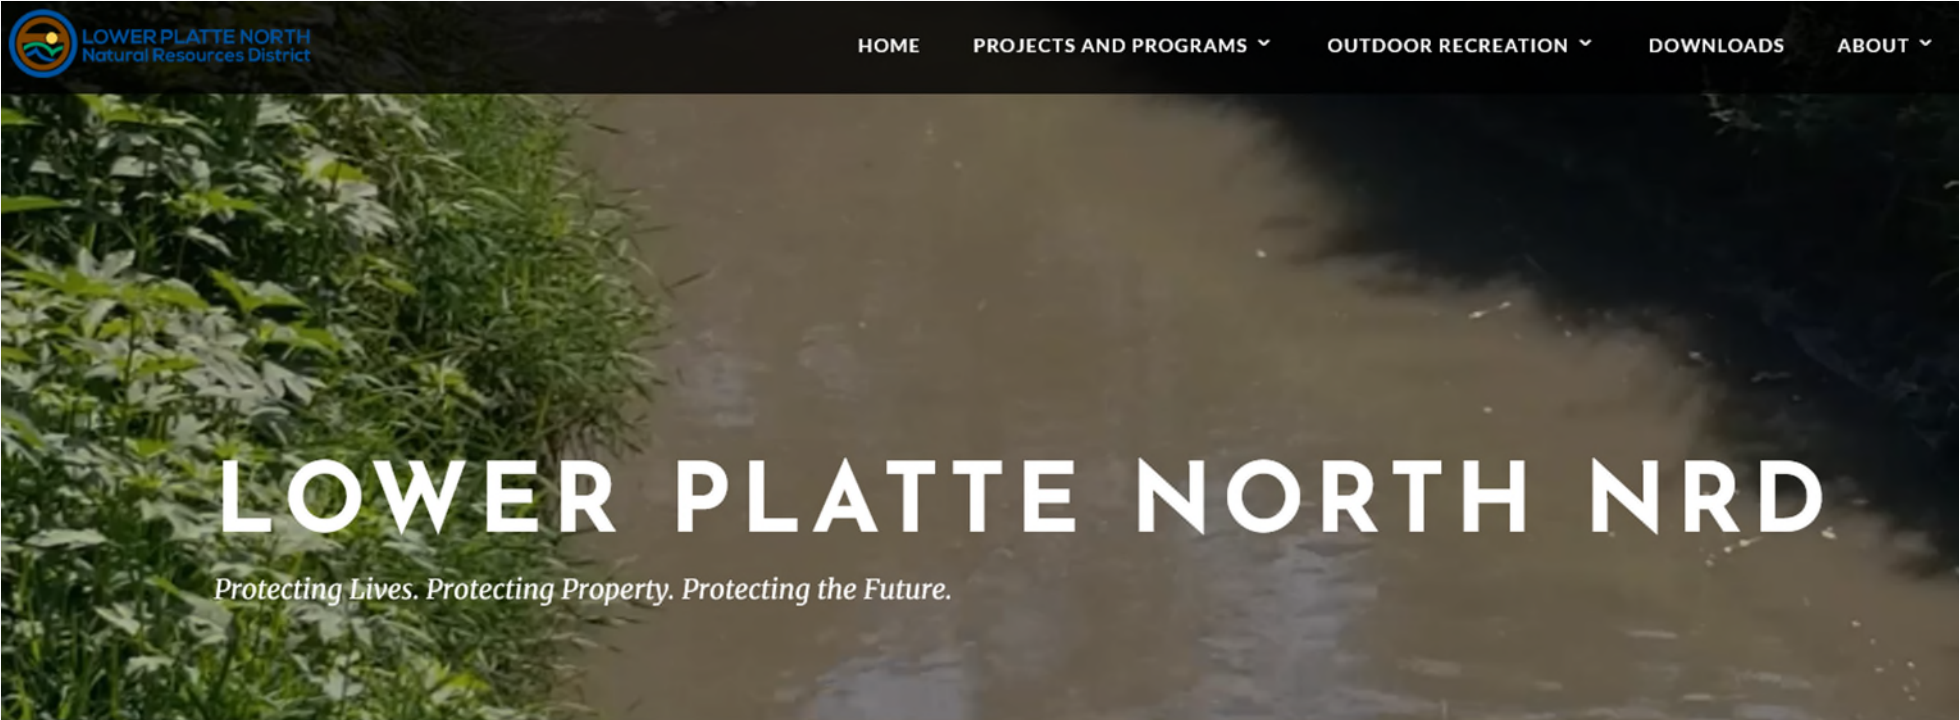 LOWER PLATTE NORTH
Natural Resources District
HOME PROJECTS AND PROGRAMS OUTDOOR RECREATION DOWNLOADS ABOUT
LOWER PLATTE NORTH NRD
Protecting Lives. Protecting Property. Protecting the Future.